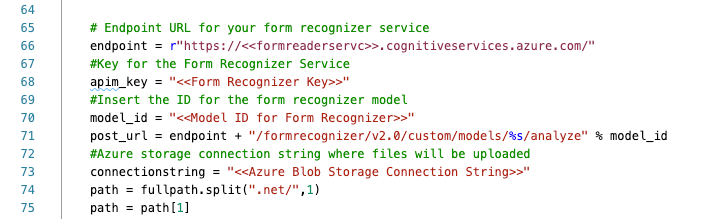 64
65 # Endpoint URL for your form recognizer service
66 endpoint = r"https://<<formreaderservc>>.cognitiveservices.azure.com/"
67 #Key for the Form Recognizer Service
68 apim_key = "<<Form Recognizer Key>>"
69 #Insert the ID for the form recognizer model
70 model_id = "<<Model ID for Form Recognizer>>"
71 post_url = endpoint + "/formrecognizer/v2.0/custom/models/%s/analyze" % model_id
72 #Azure storage connection string where files will be uploaded
73 connectionstring = "<<Azure Blob Storage Connection String>>"
74 path = fullpath.split(".net/",1)
75 path = path[1]